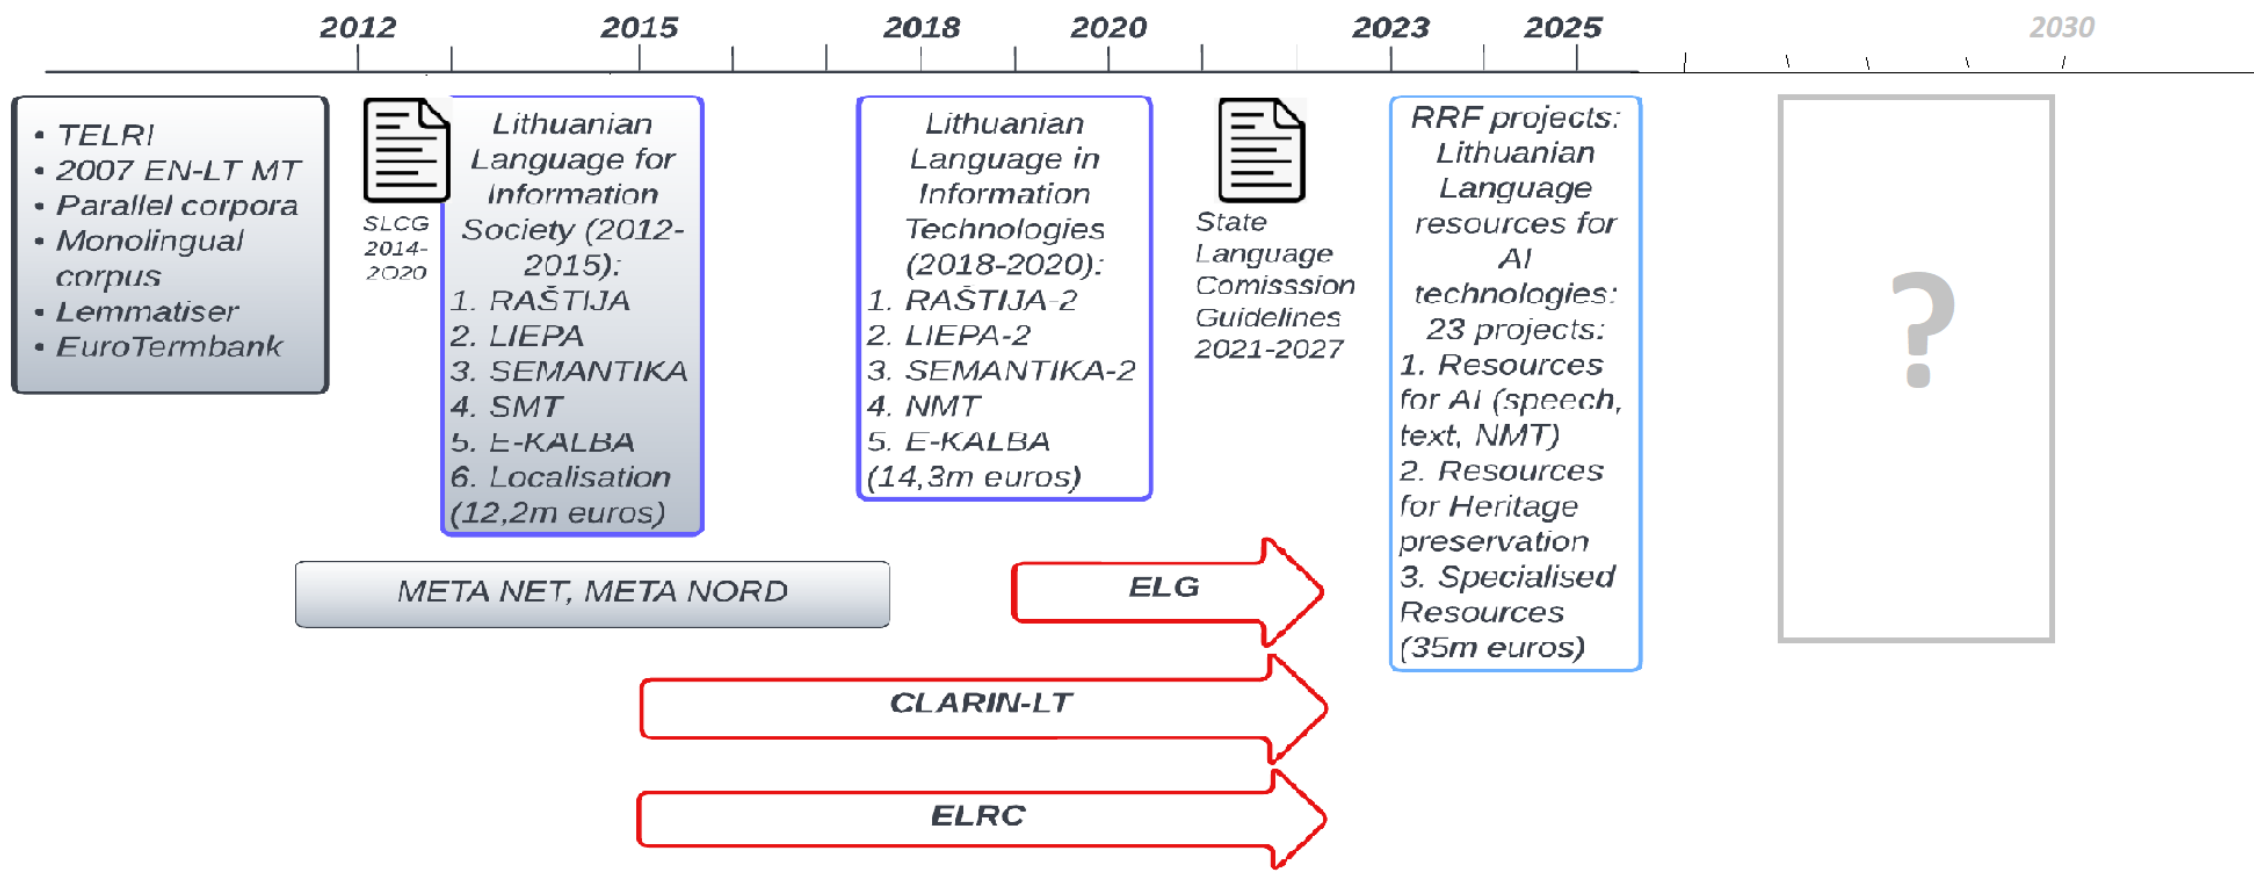 2012
2015
2018
2020
2023
2025
2030
• TELRI
• 2007 EN-LT MT
• Parallel corpora
• Monolingual
corpus
• Lemmatiser
• EuroTermbank
SLCG
2014-
2020
Lithuanian
Language for
Information
Society (2012-
2015):
1. RAŠTIJA
2. LIEPA
3. SEMANTIKA
4. SMT
5. E-KALBA
6. Localisation
(12,2m euros)
Lithuanian
Language in
Information
Technologies
(2018-2020):
1. RAŠTIJA-2
2. LIEPA-2
3. SEMANTIKA-2
4. NMT
5. E-KALBA
(14,3m euros)
State
Language
Comisssion
Guidelines
2021-2027
RRF projects:
Lithuanian
Language
resources for
AI
technologies:
23 projects:
1. Resources
for AI (speech,
text, NMT)
2. Resources
for Heritage
preservation
3. Specialised
Resources
(35m euros)
?
META NET, META NORD
ELG
CLARIN-LT
ELRC